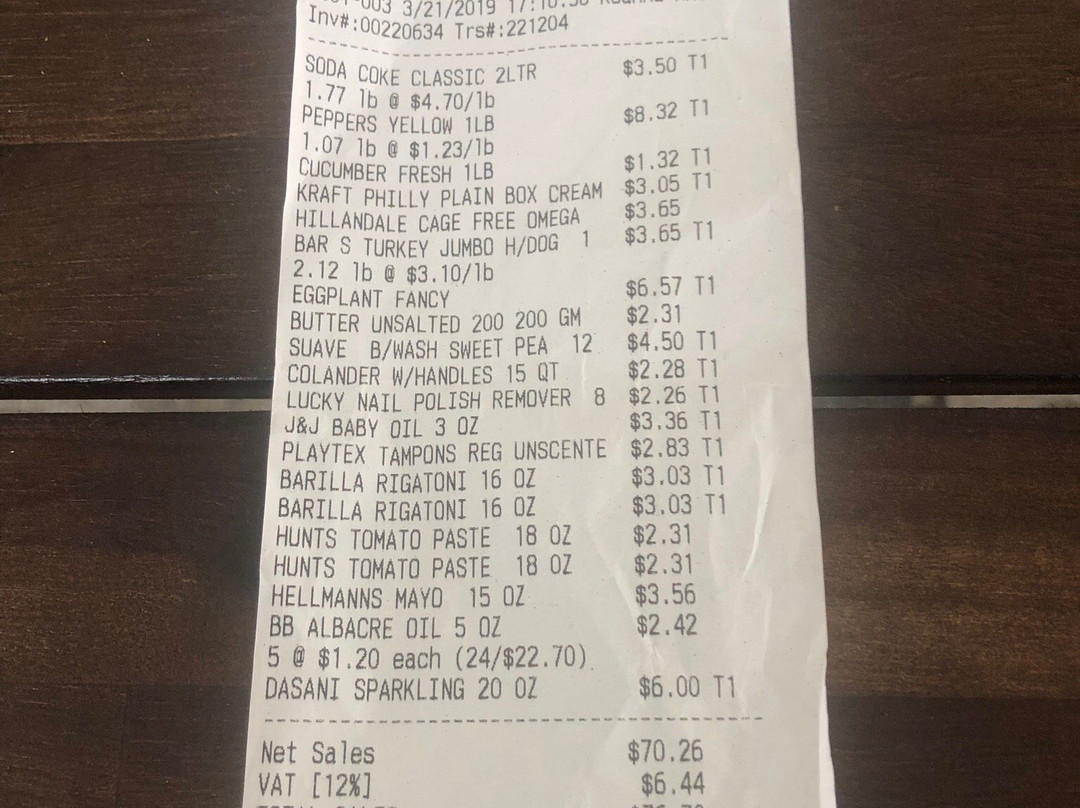 003 3/21/2019
Inv#:00220634 Trs#:221204
SODA COKE CLASSIC 2LTR $3.50 T1
1.77 lb @ $4.70/lb
PEPPERS YELLOW 1LB $8.32 T1
1.07 lb @ $1.23/lb
CUCUMBER FRESH 1LB $1.32 T1
KRAFT PHILLY PLAIN BOX CREAM $3.05 T1
HILLANDALE CAGE FREE OMEGA $3.65
BAR S TURKEY JUMBO H/DOG 1 $3.65 T1
2.12 lb @ $3.10/lb
EGGPLANT FANCY $6.57 T1
BUTTER UNSALTED 200 200 GM $2.31
SUAVE B/WASH SWEET PEA 12 $4.50 T1
COLANDER W/HANDLES 15 QT $2.28 T1
LUCKY NAIL POLISH REMOVER 8 $2.26 T1
J&J BABY OIL 3 OZ $3.36 T1
PLAYTEX TAMPONS REG UNSCENTE $2.83 T1
BARILLA RIGATONI 16 OZ $3.03 T1
BARILLA RIGATONI 16 OZ $3.03 T1
HUNTS TOMATO PASTE 18 OZ $2.31
HUNTS TOMATO PASTE 18 OZ $2.31
HELLMANNS MAYO 15 OZ $3.56
BB ALBACRE OIL 5 OZ $2.42
5 @ $1.20 each (24/$22.70)
DASANI SPARKLING 20 OZ $6.00 T1
Net Sales $70.26
VAT [12%] $6.44